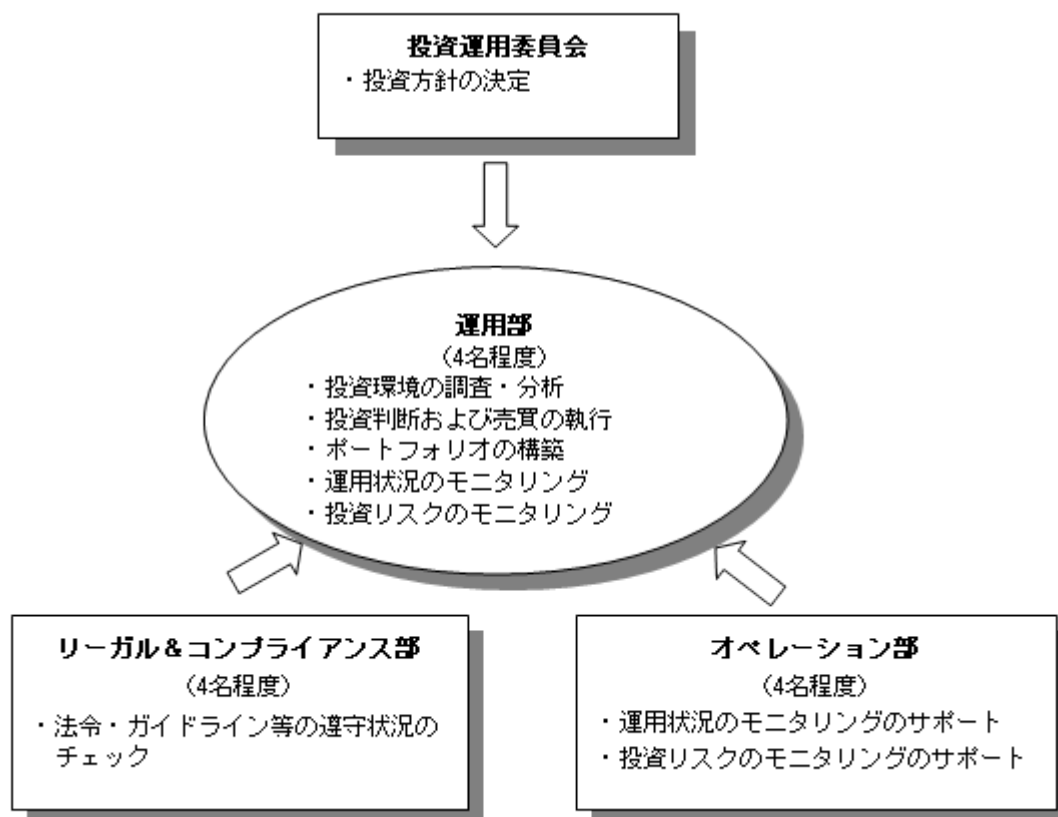 投資運用委員会
・投資方針の決定
運用部
(4名程度)
・投資環境の調査・分析
・投資判断および売買の執行
・ポートフォリオの構築
・運用状況のモニタリング
・投資リスクのモニタリング
リーガル＆コンプライアンス部
(4名程度)
・法令・ガイドライン等の遵守状況の
チェック
オペレーション部
(4名程度)
・運用状況のモニタリングのサポート
・投資リスクのモニタリングのサポート